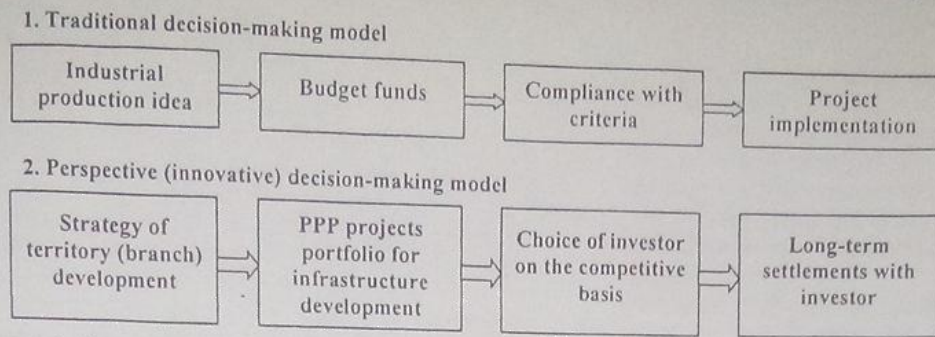 1. Traditional decision-making model
Industrial
production idea
Budget funds
Compliance with
criteria
Project
implementation
2. Perspective (innovative) decision-making model
Strategy of
territory (branch)
development
PPP projects
portfolio for
infrastructure
development
Choice of investor
on the competitive
basis
Long-term
settlements with
investor